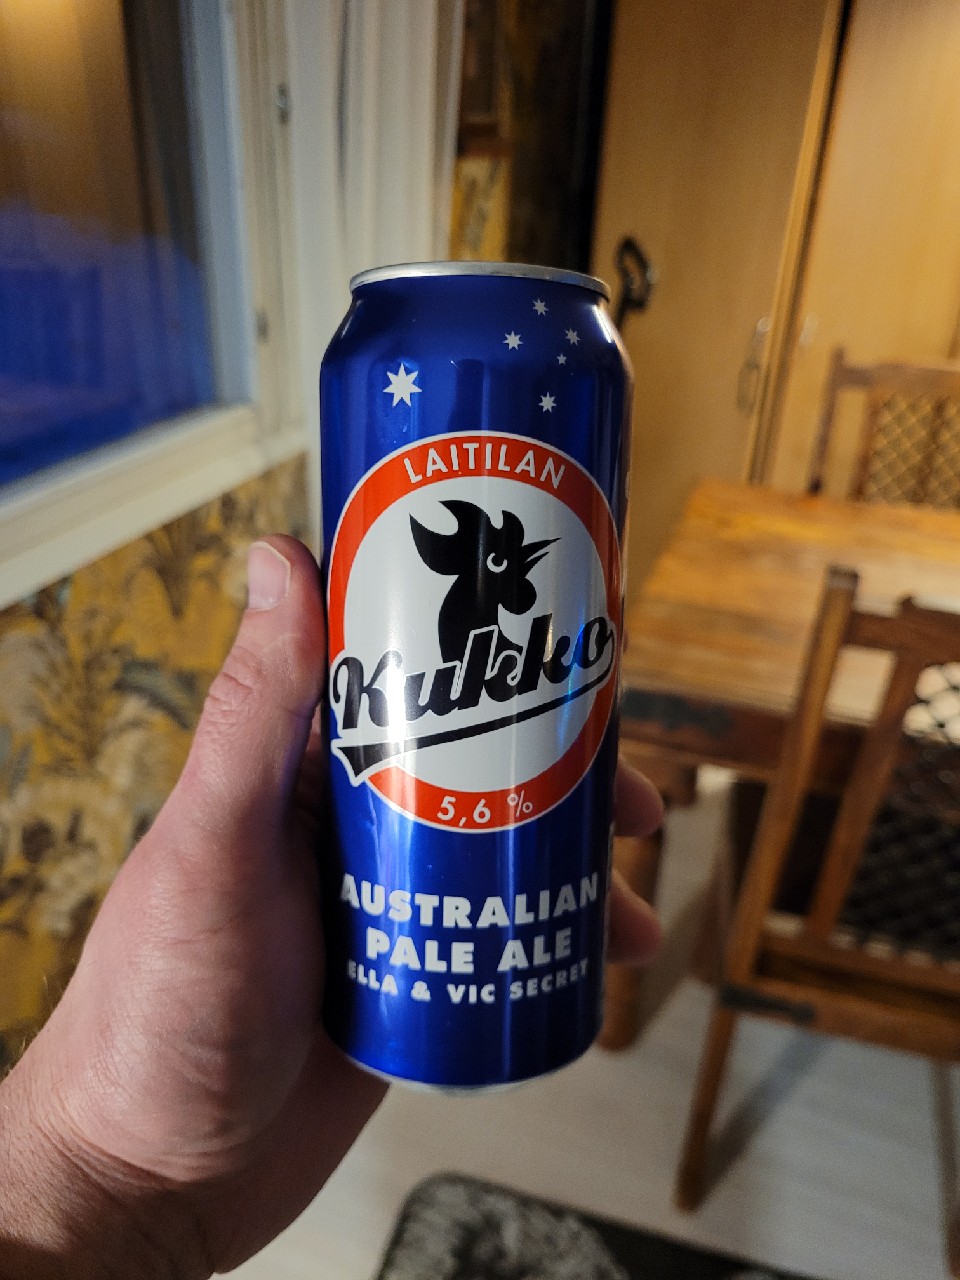 LAITILAN
Kukko
5,6 %
AUSTRALIAN
PALE ALE
ELLA & VIC SECRET